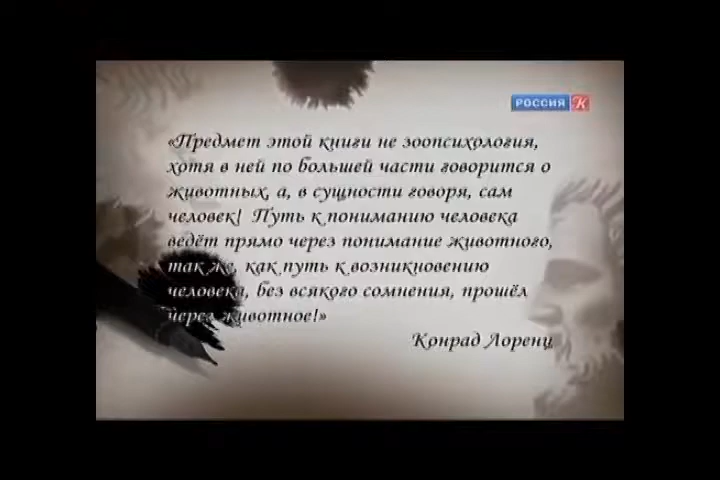 РОССИЯ К
«Предмет этой книги не зоопсихология,
хотя в ней по большей части говорится о
животных, а, в сущности говоря, сам
человек! Путь к пониманию человека
ведёт прямо через понимание животного,
так же, как путь к возникновению
человека, без всякого сомнения, прошёл
через животное!»
Конрад Лоренц